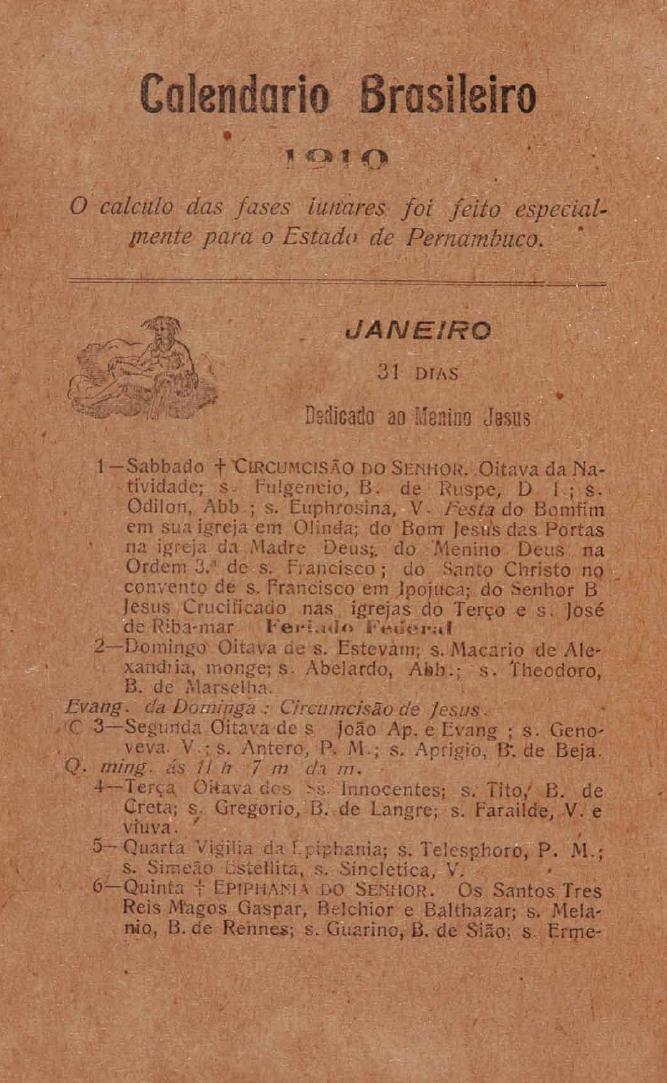 Calendario Brasileiro
1910
O calculo das fases lunares foi feito especial-
mente para o Estado de Pernambuco.
JANEIRO
31 DIAS
Dedicado ao Menino Jesus
1—Sabbado † CIRCUMCISÃO DO SENHOR. Oitava da Na-
tividade; s. Fulgencio, B. de Ruspe, D I; s.
Odilon, Abb; s. Euphrosina, V. Festa do Bomfim
em sua igreja em Olinda; do Bom Jesus das Portas
na igreja da Madre Deus; do Menino Deus na
Ordem 3.ª de s. Francisco; do Santo Christo no
convento de s. Francisco em Ipojuca; do Senhor B
Jesus Crucificado nas igrejas do Terço e s. José
de Riba-mar Feriado Federal
2—Domingo Oitava de s. Estevam; s. Macario de Ale-
xandria, monge; s. Abelardo, Abb.; s. Theodoro,
B. de Marselha.
Evang. da Dominga: Circumcisão de Jesus.
C 3—Segunda Oitava de s João Ap. e Evang; s. Geno-
veva. V.; s. Antero, P. M.; s. Aprigio, B. de Beja.
Q. ming. ás 11 h 7 m da m.
4—Terça Oitava dos Ss. Innocentes; s. Tito, B. de
Creta; s. Gregorio, B. de Langre; s. Farailde, V. e
viuva.
5—Quarta Vigilia da Epiphania; s. Telesphoro, P. M.;
s. Simeão Estellita, s. Sincletica, V.
6—Quinta † EPIPHANIA DO SENHOR. Os Santos Tres
Reis Magos Gaspar, Belchior e Balthazar; s. Mela-
nio, B. de Rennes; s. Guarino, B. de Sião; s. Erme-